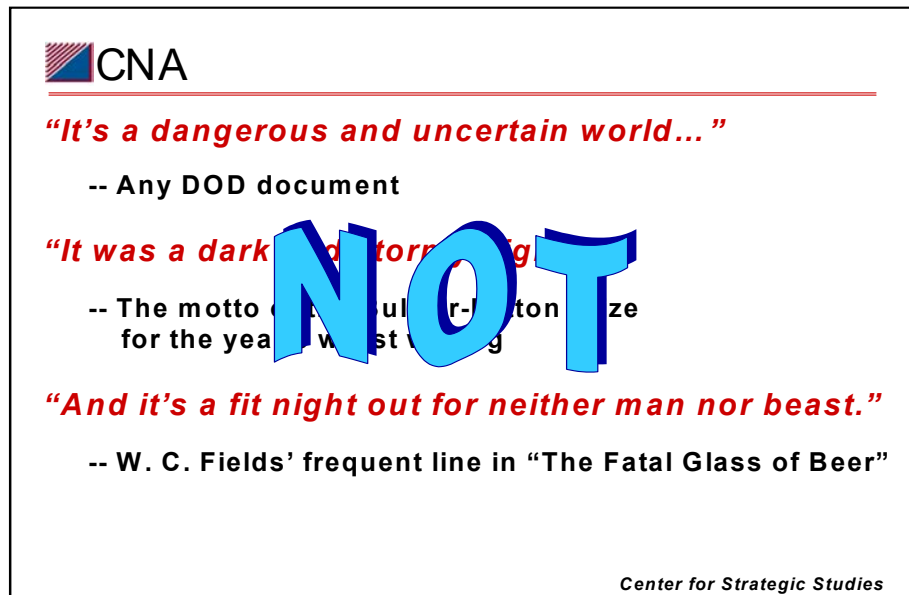 CNA
“It’s a dangerous and uncertain world…”
-- Any DOD document
“It was a dark
-- The motto
for the
“And it’s a fit night out for neither man nor beast.”
-- W. C. Fields’ frequent line in “The Fatal Glass of Beer”
NOT
Center for Strategic Studies